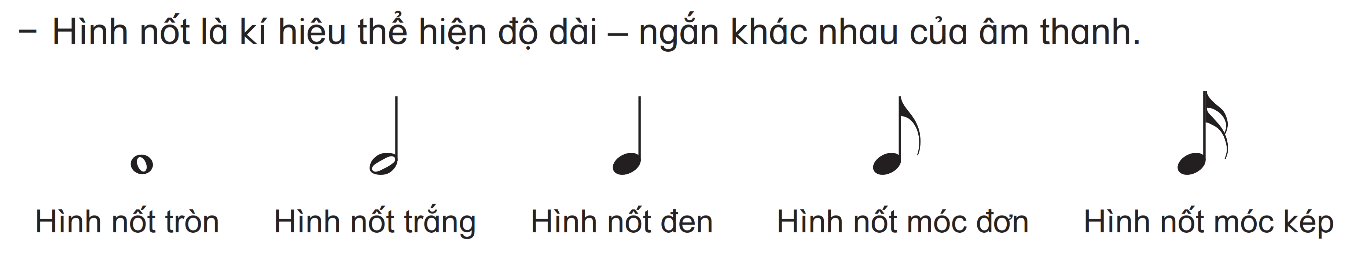 – Hình nốt là kí hiệu thể hiện độ dài – ngắn khác nhau của âm thanh.
Hình nốt tròn Hình nốt trắng Hình nốt đen Hình nốt móc đơn Hình nốt móc kép